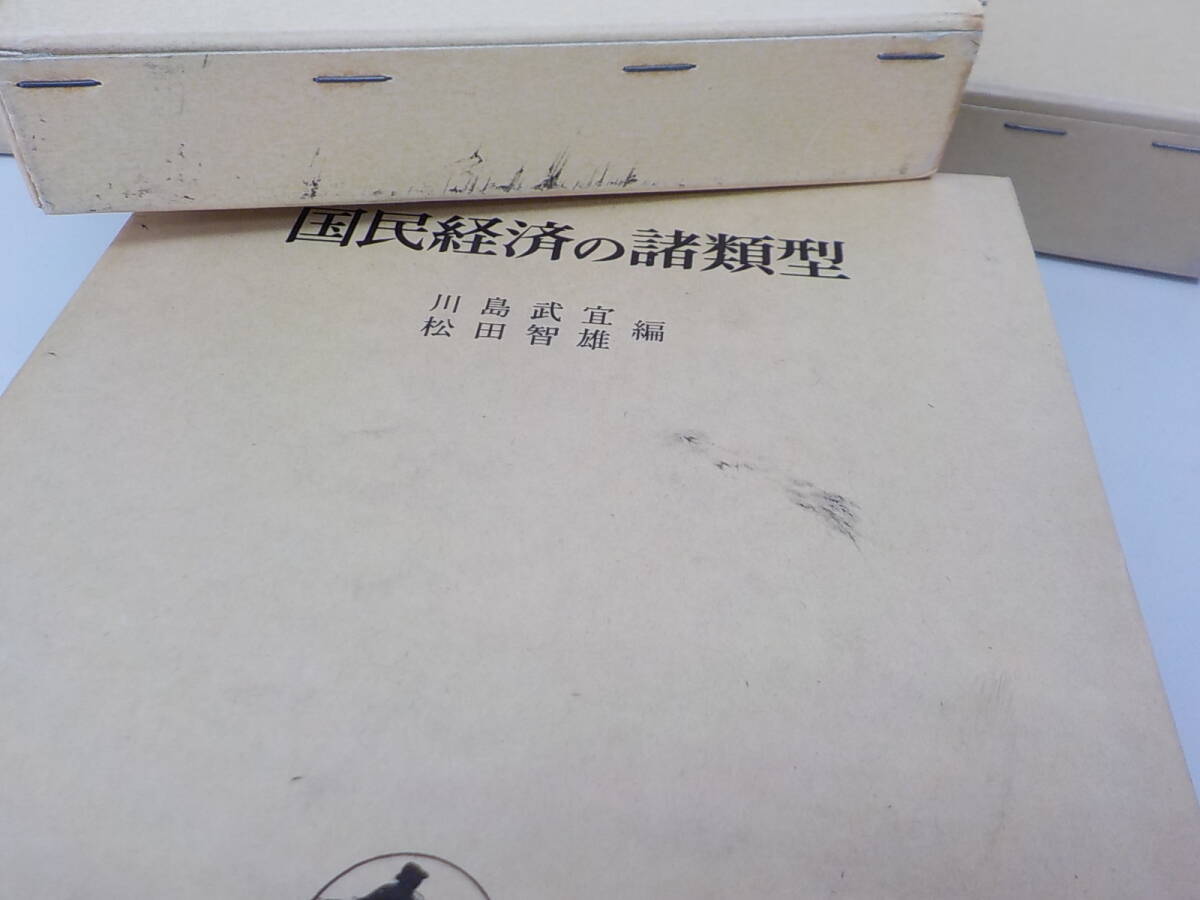 国民経済の諸類型
川島武宜
松田智雄 編